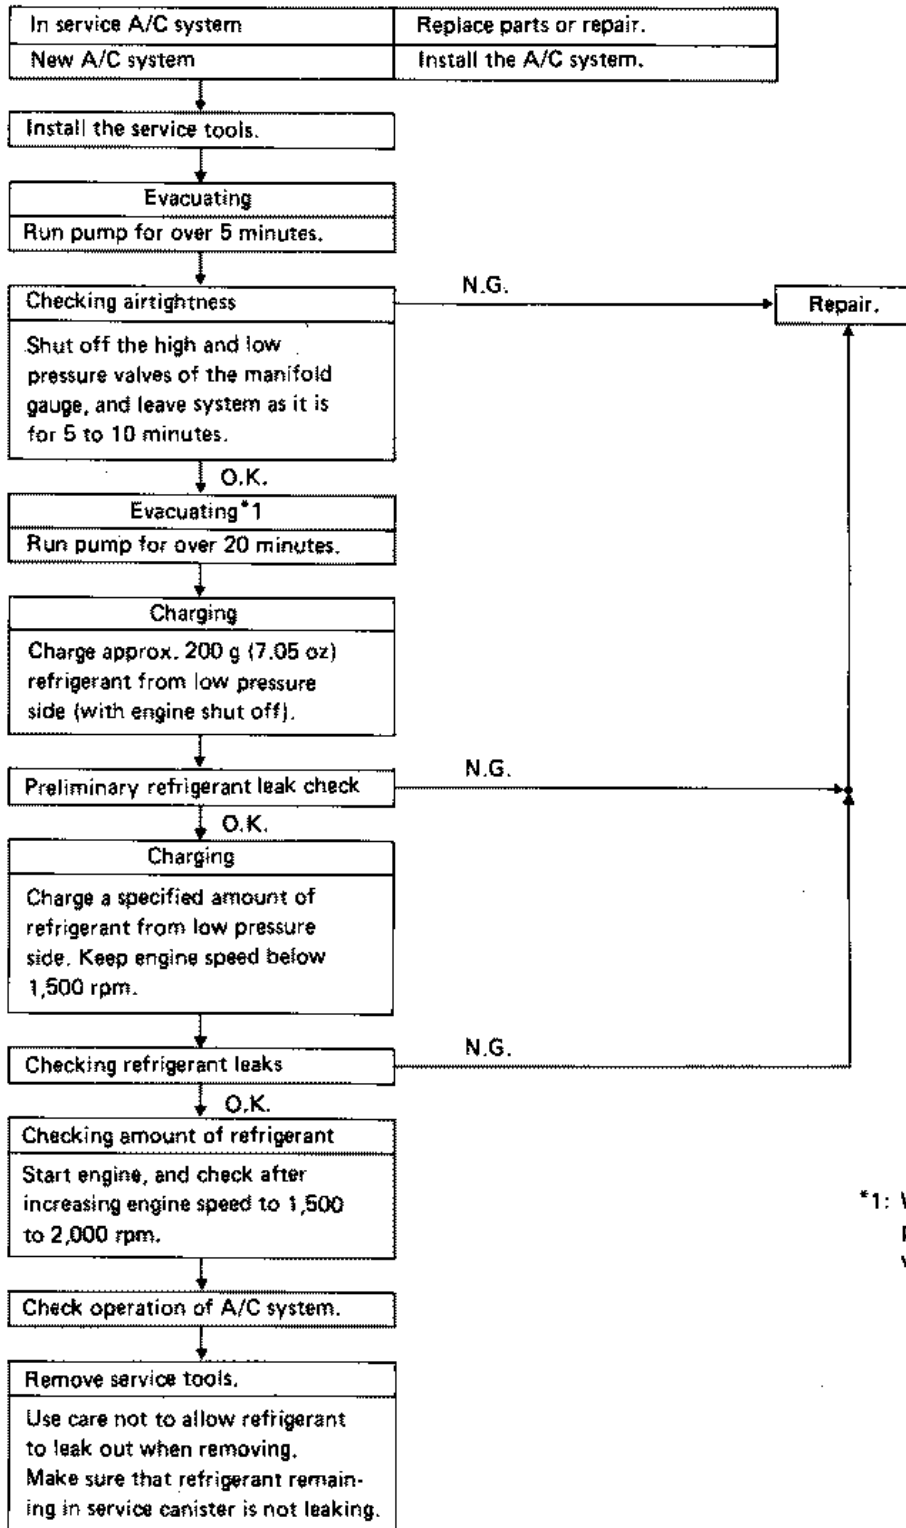 In service A/C system Replace parts or repair.
New A/C system Install the A/C system.
Install the service tools.
Evacuating
Run pump for over 5 minutes.
Checking airtightness
N.G.
Repair.
Shut off the high and low
pressure valves of the manifold
gauge, and leave system as it is
for 5 to 10 minutes.
O.K.
Evacuating*1
Run pump for over 20 minutes.
Charging
Charge approx. 200 g (7.05 oz)
refrigerant from low pressure
side (with engine shut off).
Preliminary refrigerant leak check
N.G.
O.K.
Charging
Charge a specified amount of
refrigerant from low pressure
side. Keep engine speed below
1,500 rpm.
Checking refrigerant leaks
N.G.
O.K.
Checking amount of refrigerant
Start engine, and check after
increasing engine speed to 1,500
to 2,000 rpm.
*1:
Check operation of A/C system.
Remove service tools.
Use care not to allow refrigerant
to leak out when removing.
Make sure that refrigerant remain-
ing in service canister is not leaking.